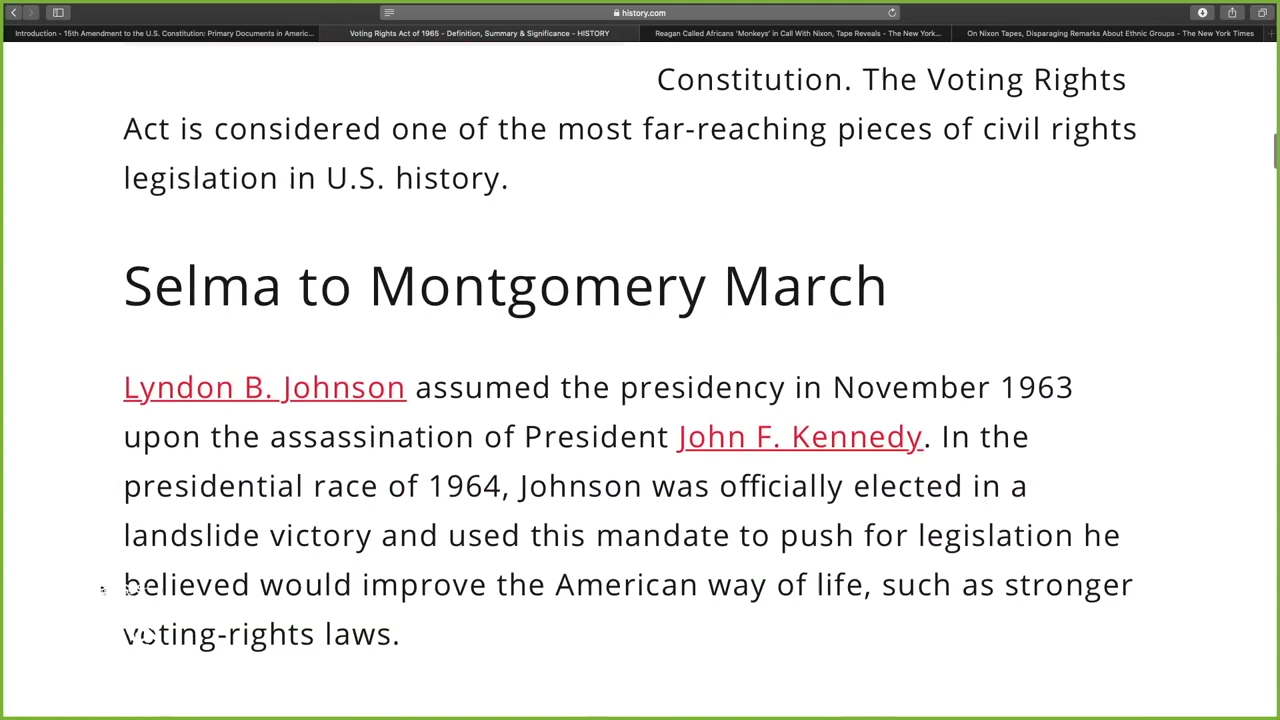 history.com
Introduction - 15th Amendment to the U.S. Constitution: Primary Documents in Americ...
Voting Rights Act of 1965 - Definition, Summary & Significance - HISTORY
Reagan Called Africans ‘Monkeys’ in Call With Nixon, Tape Reveals - The New York...
On Nixon Tapes, Disparaging Remarks About Ethnic Groups - The New York Times
Constitution. The Voting Rights
Act is considered one of the most far-reaching pieces of civil rights
legislation in U.S. history.
Selma to Montgomery March
Lyndon B. Johnson assumed the presidency in November 1963
upon the assassination of President John F. Kennedy. In the
presidential race of 1964, Johnson was officially elected in a
landslide victory and used this mandate to push for legislation he
believed would improve the American way of life, such as stronger
voting-rights laws.